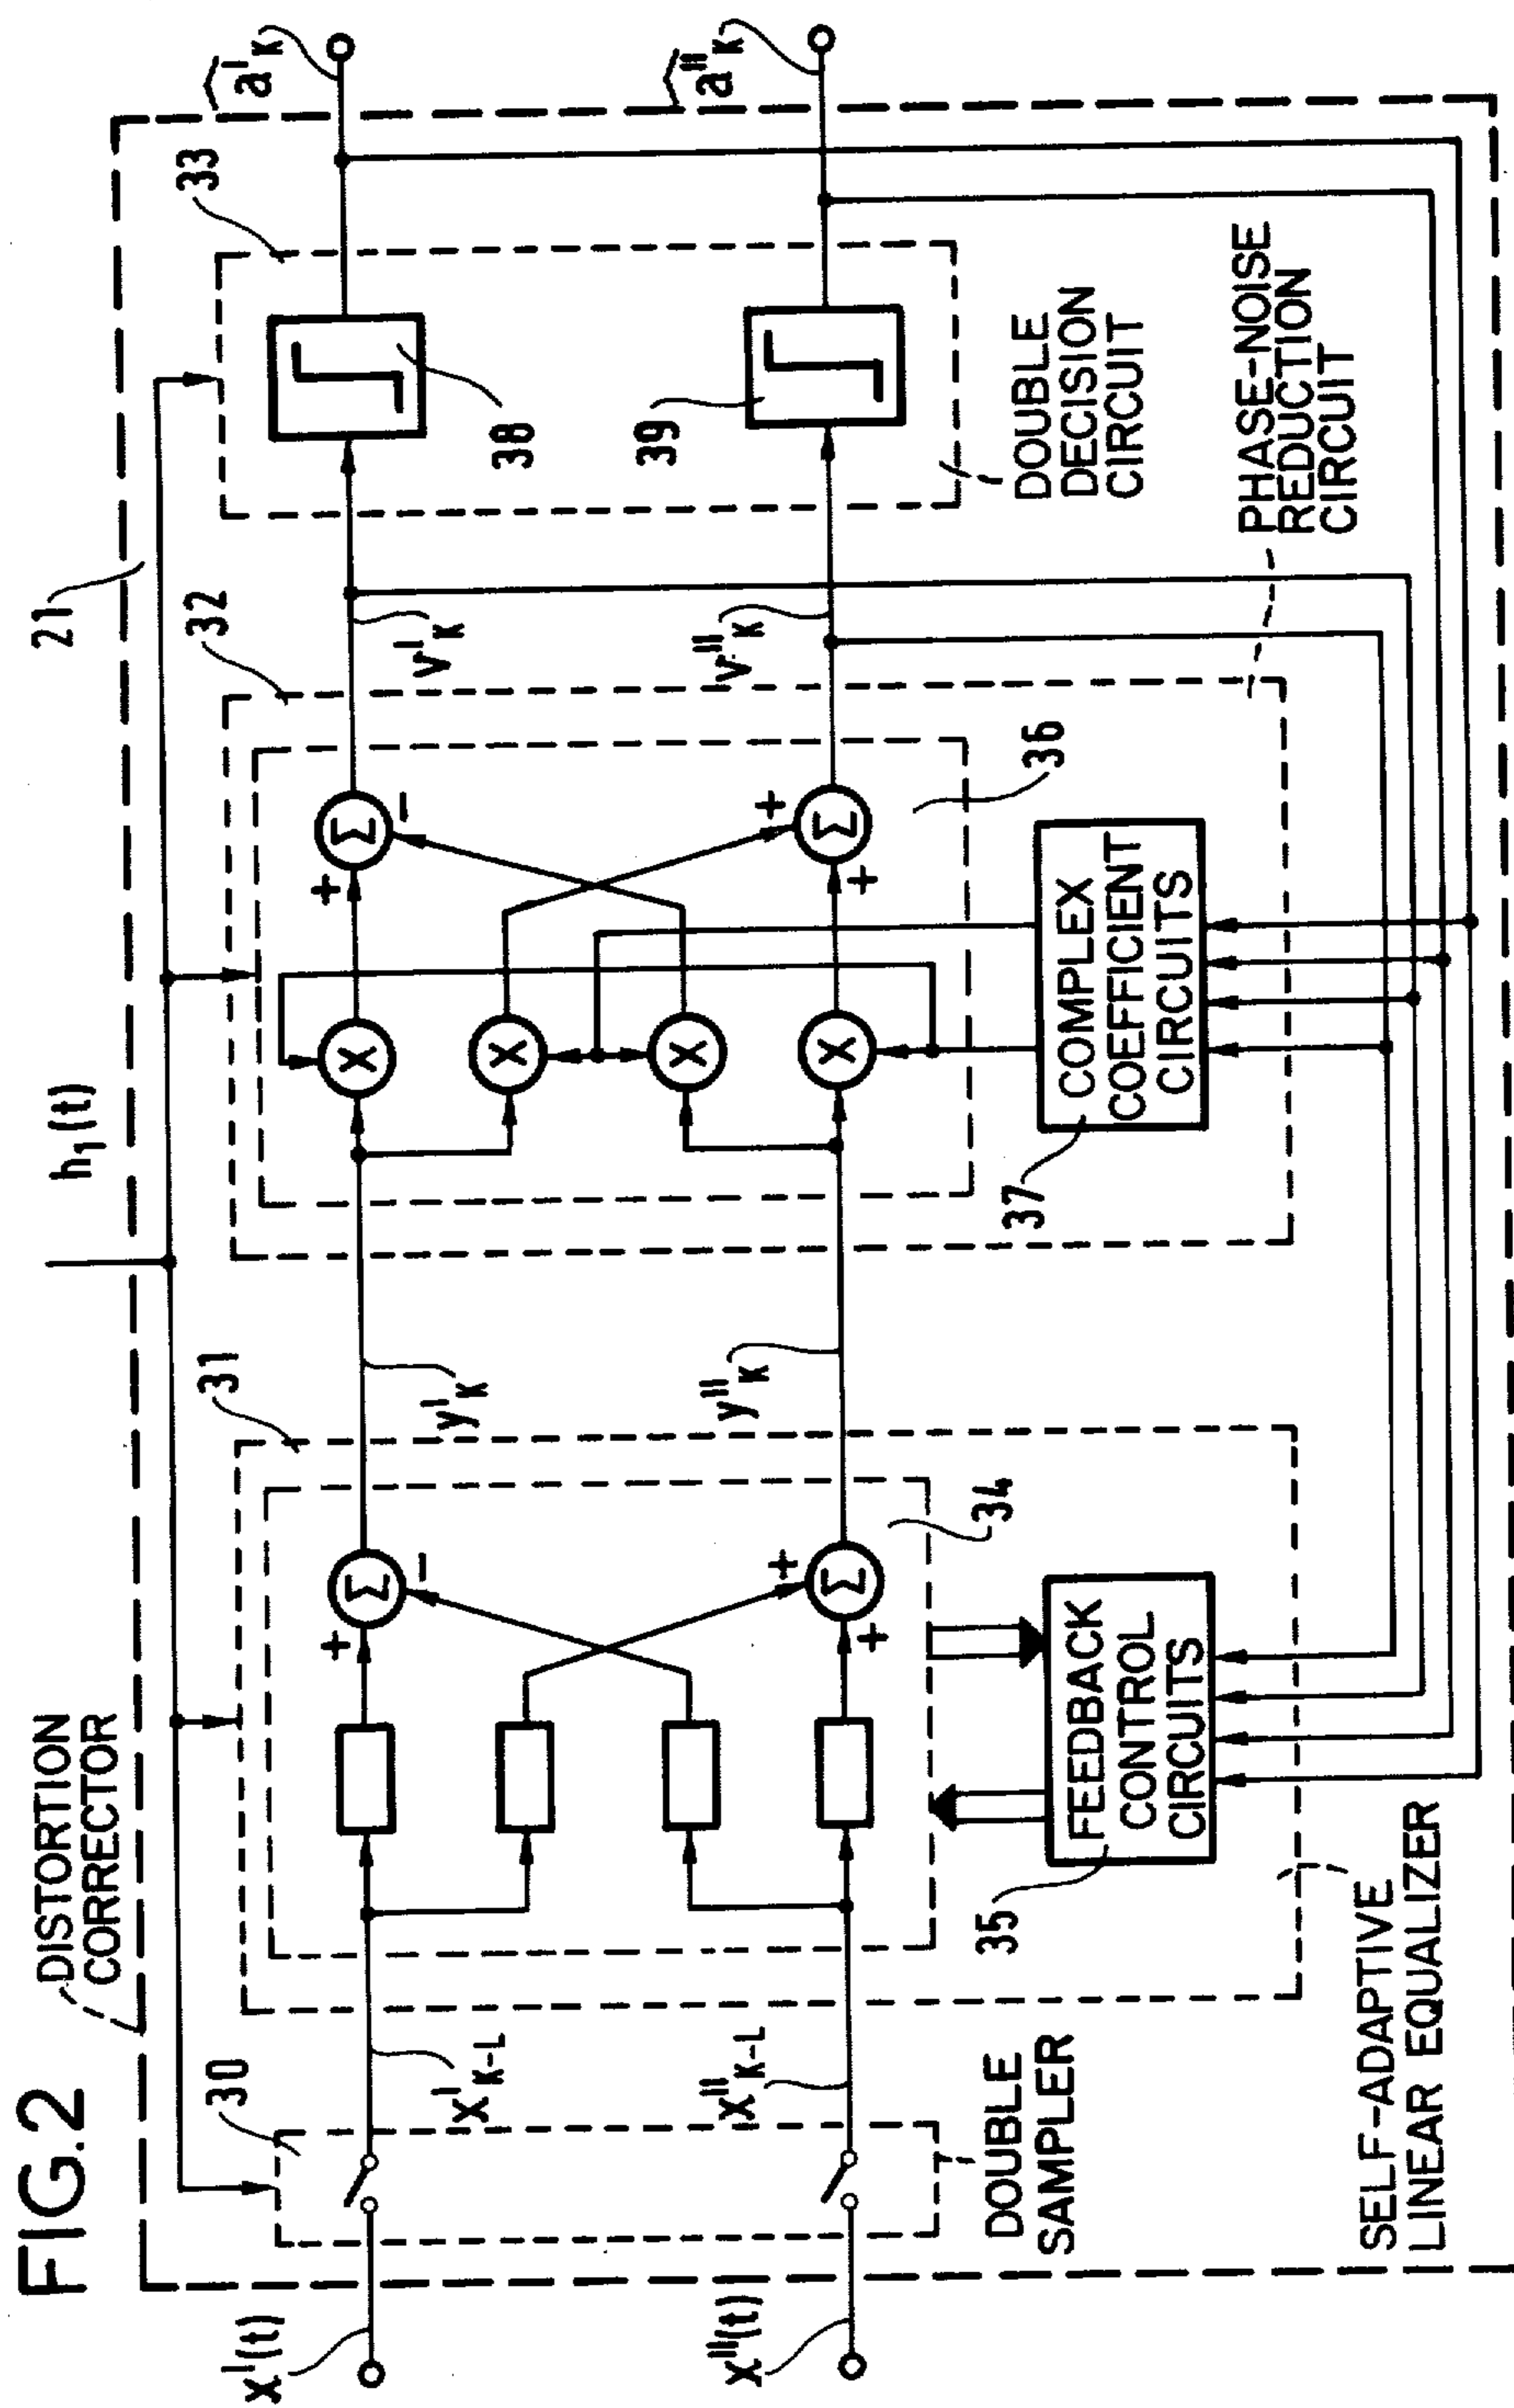 FIG.2
DISTORTION
CORRECTOR
h₁(t)
21
30
31
32
33
x'(t)
x'K-L
y'K
v'K
â'K
Σ
+
−
X
Σ
+
−
38
X
X
x"(t)
x"K-L
y"K
v"K
â"K
Σ
+
+
X
Σ
+
+
39
34
36
DOUBLE
SAMPLER
35
FEEDBACK
CONTROL
CIRCUITS
37
COMPLEX
COEFFICIENT
CIRCUITS
DOUBLE
DECISION
CIRCUIT
SELF-ADAPTIVE
LINEAR EQUALIZER
PHASE-NOISE
REDUCTION
CIRCUIT